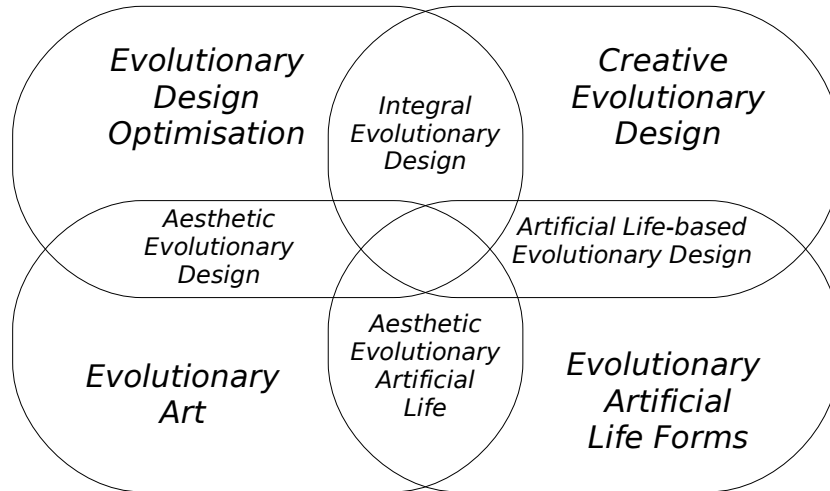 Evolutionary
Design
Optimisation
Integral
Evolutionary
Design
Creative
Evolutionary
Design
Aesthetic
Evolutionary
Design
Artificial Life-based
Evolutionary Design
Evolutionary
Art
Aesthetic
Evolutionary
Artificial
Life
Evolutionary
Artificial
Life Forms